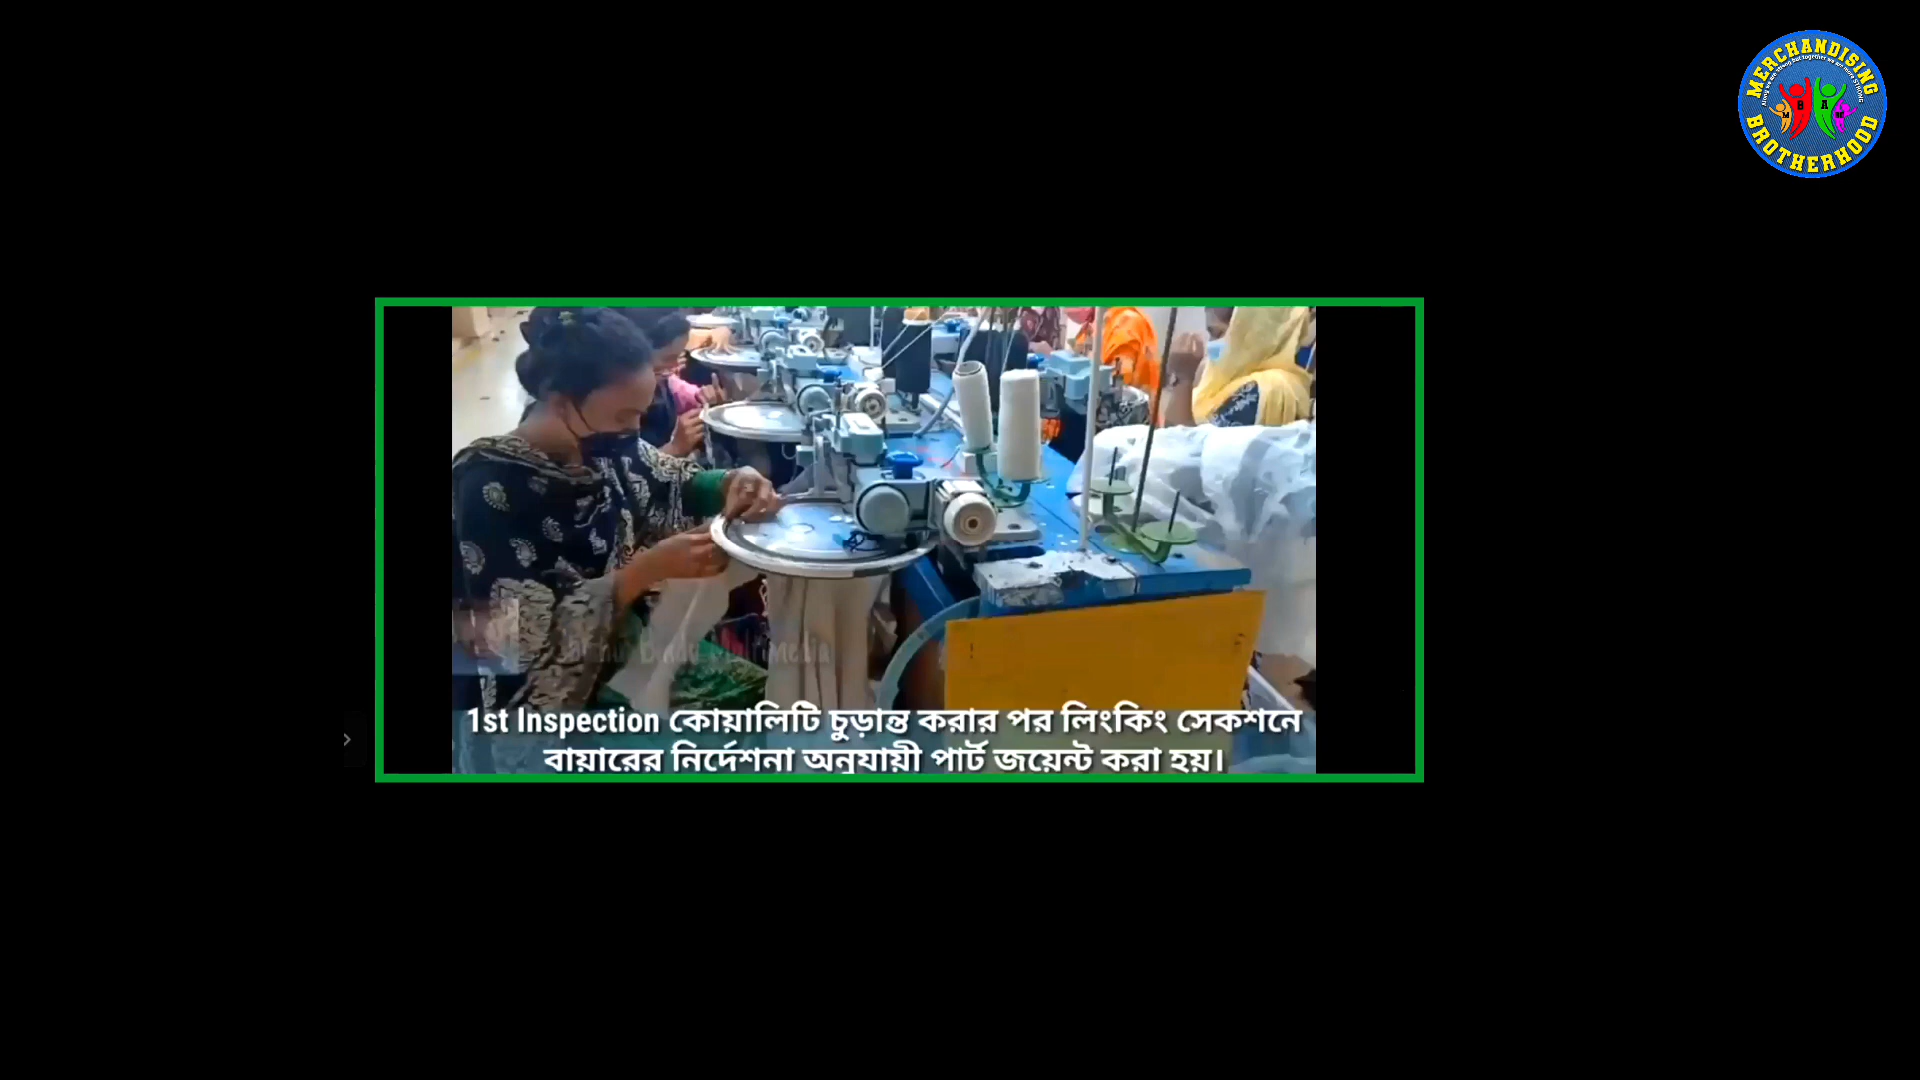 MERCHANDISING
BROTHERHOOD
M B A M
1st Inspection কোয়ালিটি চুড়ান্ত করার পর লিংকিং সেকশনে
বায়ারের নির্দেশনা অনুযায়ী পার্ট জয়েন্ট করা হয়।